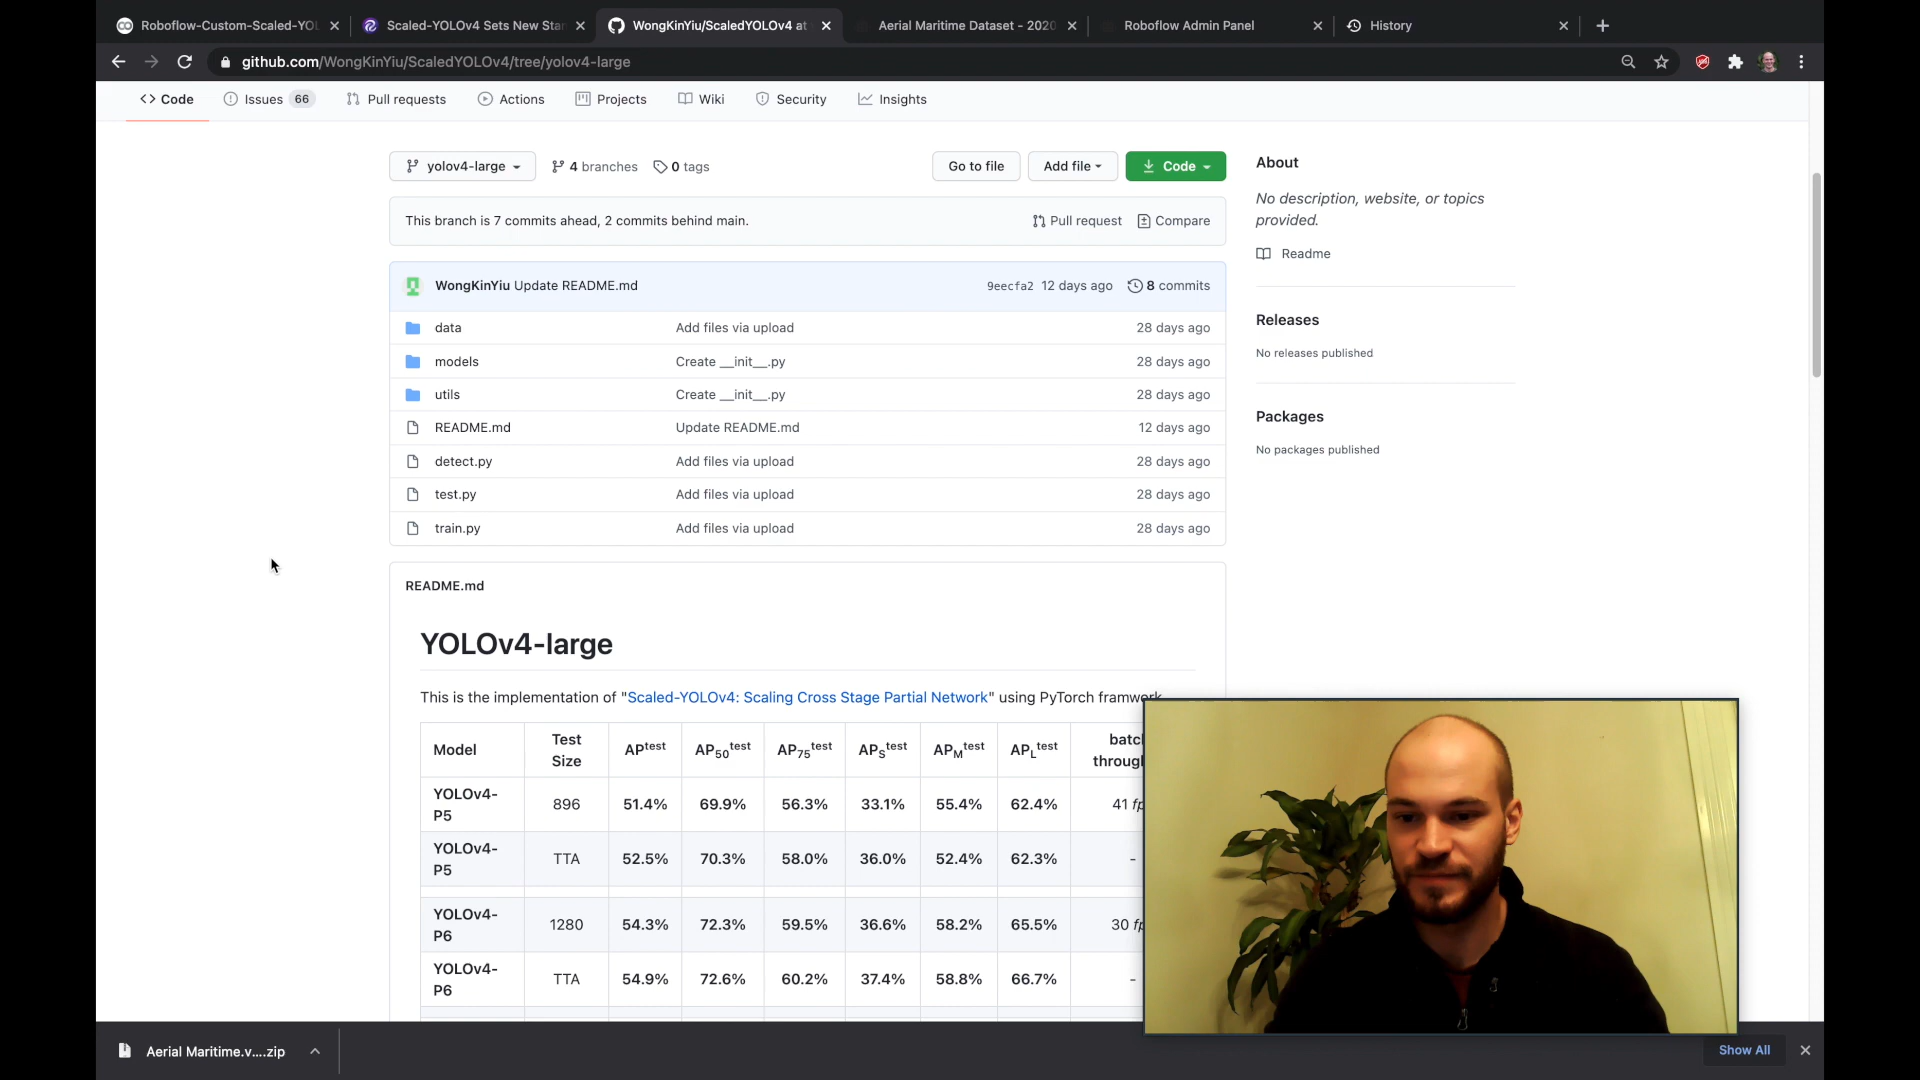 Roboflow-Custom-Scaled-YOL
Scaled-YOLOv4 Sets New Star
WongKinYiu/ScaledYOLOv4 at
Aerial Maritime Dataset - 2020
Roboflow Admin Panel
History
github.com/WongKinYiu/ScaledYOLOv4/tree/yolov4-large
Code
Issues 66
Pull requests
Actions
Projects
Wiki
Security
Insights
yolov4-large
4 branches
0 tags
Go to file
Add file
Code
This branch is 7 commits ahead, 2 commits behind main.
Pull request
Compare
WongKinYiu Update README.md 9eecfa2 12 days ago 8 commits
data Add files via upload 28 days ago
models Create __init__.py 28 days ago
utils Create __init__.py 28 days ago
README.md Update README.md 12 days ago
detect.py Add files via upload 28 days ago
test.py Add files via upload 28 days ago
train.py Add files via upload 28 days ago
About
No description, website, or topics
provided.
Readme
Releases
No releases published
Packages
No packages published
README.md
YOLOv4-large
This is the implementation of "Scaled-YOLOv4: Scaling Cross Stage Partial Network" using PyTorch framwork
Model Test Size APtest AP50test AP75test APStest APMtest APLtest batch throug
YOLOv4-P5 896 51.4% 69.9% 56.3% 33.1% 55.4% 62.4% 41 fp
YOLOv4-P5 TTA 52.5% 70.3% 58.0% 36.0% 52.4% 62.3% -
YOLOv4-P6 1280 54.3% 72.3% 59.5% 36.6% 58.2% 65.5% 30 fp
YOLOv4-P6 TTA 54.9% 72.6% 60.2% 37.4% 58.8% 66.7% -
Aerial Maritime.v....zip
Show All